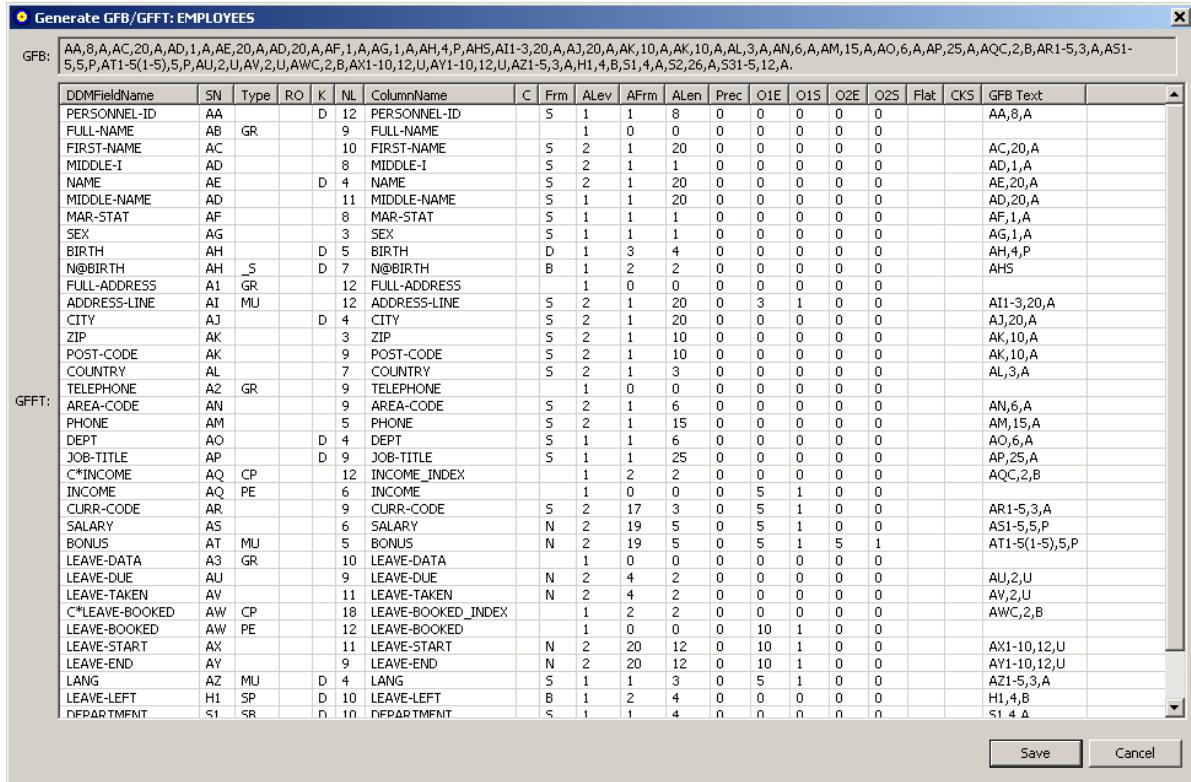 Generate GFB/GFFT: EMPLOYEES
GFB:
AA,8,A,AC,20,A,AD,1,A,AE,20,A,AD,20,A,AF,1,A,AG,1,A,AH,4,P,AHS,AI1-3,20,A,AJ,20,A,AK,10,A,AK,10,A,AL,3,A,AN,6,A,AM,15,A,AO,6,A,AP,25,A,AQC,2,B,AR1-5,3,A,AS1-
5,5,P,AT1-5(1-5),5,P,AU,2,U,AV,2,U,AWC,2,B,AX1-10,12,U,AY1-10,12,U,AZ1-5,3,A,H1,4,B,S1,4,A,S2,26,A,S31-5,12,A.
GFFT:
DDMFieldName SN Type RO K NL ColumnName C Frm ALev AFrm ALen Prec O1E O1S O2E O2S Flat CKS GFB Text
PERSONNEL-ID AA D 12 PERSONNEL-ID S 1 1 8 0 0 0 0 0 AA,8,A
FULL-NAME AB GR 9 FULL-NAME 1 0 0 0 0 0 0 0
FIRST-NAME AC 10 FIRST-NAME S 2 1 20 0 0 0 0 0 AC,20,A
MIDDLE-I AD 8 MIDDLE-I S 2 1 1 0 0 0 0 0 AD,1,A
NAME AE D 4 NAME S 2 1 20 0 0 0 0 0 AE,20,A
MIDDLE-NAME AD 11 MIDDLE-NAME S 2 1 20 0 0 0 0 0 AD,20,A
MAR-STAT AF 8 MAR-STAT S 1 1 1 0 0 0 0 0 AF,1,A
SEX AG 3 SEX S 1 1 1 0 0 0 0 0 AG,1,A
BIRTH AH D 5 BIRTH D 1 3 4 0 0 0 0 0 AH,4,P
N@BIRTH AH _S D 7 N@BIRTH B 1 2 2 0 0 0 0 0 AHS
FULL-ADDRESS A1 GR 12 FULL-ADDRESS 1 0 0 0 0 0 0 0
ADDRESS-LINE AI MU 12 ADDRESS-LINE S 2 1 20 0 3 1 0 0 AI1-3,20,A
CITY AJ D 4 CITY S 2 1 20 0 0 0 0 0 AJ,20,A
ZIP AK 3 ZIP S 2 1 10 0 0 0 0 0 AK,10,A
POST-CODE AK 9 POST-CODE S 2 1 10 0 0 0 0 0 AK,10,A
COUNTRY AL 7 COUNTRY S 2 1 3 0 0 0 0 0 AL,3,A
TELEPHONE A2 GR 9 TELEPHONE 1 0 0 0 0 0 0 0
AREA-CODE AN 9 AREA-CODE S 2 1 6 0 0 0 0 0 AN,6,A
PHONE AM 5 PHONE S 2 1 15 0 0 0 0 0 AM,15,A
DEPT AO D 4 DEPT S 1 1 6 0 0 0 0 0 AO,6,A
JOB-TITLE AP D 9 JOB-TITLE S 1 1 25 0 0 0 0 0 AP,25,A
C*INCOME AQ CP 12 INCOME_INDEX 1 2 2 0 0 0 0 0 AQC,2,B
INCOME AQ PE 6 INCOME 1 0 0 0 5 1 0 0
CURR-CODE AR 9 CURR-CODE S 2 17 3 0 5 1 0 0 AR1-5,3,A
SALARY AS 6 SALARY N 2 19 5 0 5 1 0 0 AS1-5,5,P
BONUS AT MU 5 BONUS N 2 19 5 0 5 1 5 1 AT1-5(1-5),5,P
LEAVE-DATA A3 GR 10 LEAVE-DATA 1 0 0 0 0 0 0 0
LEAVE-DUE AU 9 LEAVE-DUE N 2 4 2 0 0 0 0 0 AU,2,U
LEAVE-TAKEN AV 11 LEAVE-TAKEN N 2 4 2 0 0 0 0 0 AV,2,U
C*LEAVE-BOOKED AW CP 18 LEAVE-BOOKED_INDEX 1 2 2 0 0 0 0 0 AWC,2,B
LEAVE-BOOKED AW PE 12 LEAVE-BOOKED 1 0 0 0 10 1 0 0
LEAVE-START AX 11 LEAVE-START N 2 20 12 0 10 1 0 0 AX1-10,12,U
LEAVE-END AY 9 LEAVE-END N 2 20 12 0 10 1 0 0 AY1-10,12,U
LANG AZ MU D 4 LANG S 1 1 3 0 5 1 0 0 AZ1-5,3,A
LEAVE-LEFT H1 SP D 10 LEAVE-LEFT B 1 2 4 0 0 0 0 0 H1,4,B
DEPARTMENT S1 SB D 10 DEPARTMENT S 1 1 4 0 0 0 0 0 S1,4,A
Save Cancel